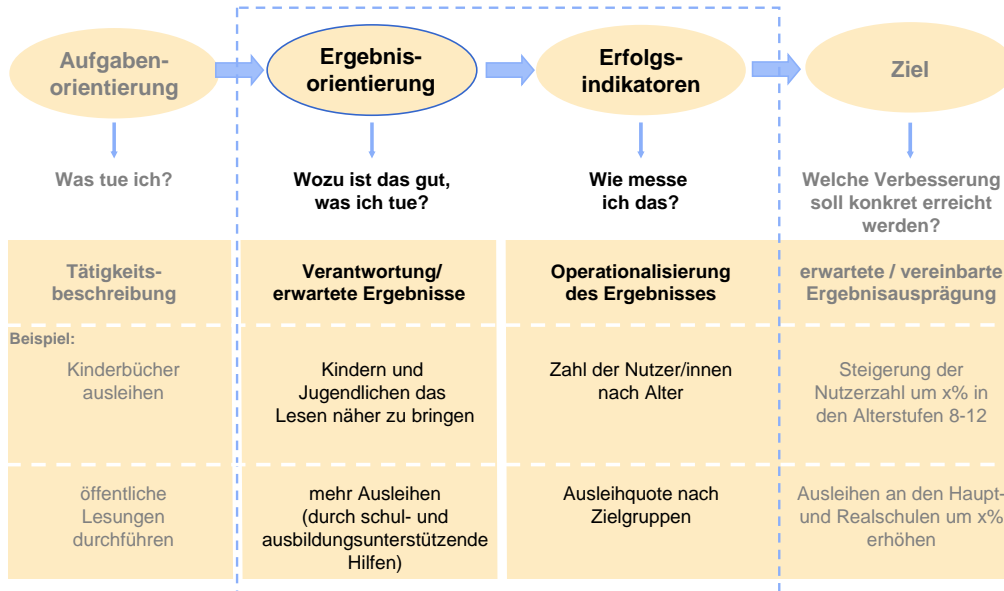 Aufgaben-
orientierung
Ergebnis-
orientierung
Erfolgs-
indikatoren
Ziel
Was tue ich?
Wozu ist das gut,
was ich tue?
Wie messe
ich das?
Welche Verbesserung
soll konkret erreicht
werden?
Tätigkeits-
beschreibung
Verantwortung/
erwartete Ergebnisse
Operationalisierung
des Ergebnisses
erwartete / vereinbarte
Ergebnisausprägung
Beispiel:
Kinderbücher
ausleihen
Kindern und
Jugendlichen das
Lesen näher zu bringen
Zahl der Nutzer/innen
nach Alter
Steigerung der
Nutzerzahl um x% in
den Alterstufen 8-12
öffentliche
Lesungen
durchführen
mehr Ausleihen
(durch schul- und
ausbildungsunterstützende
Hilfen)
Ausleihquote nach
Zielgruppen
Ausleihen an den Haupt-
und Realschulen um x%
erhöhen